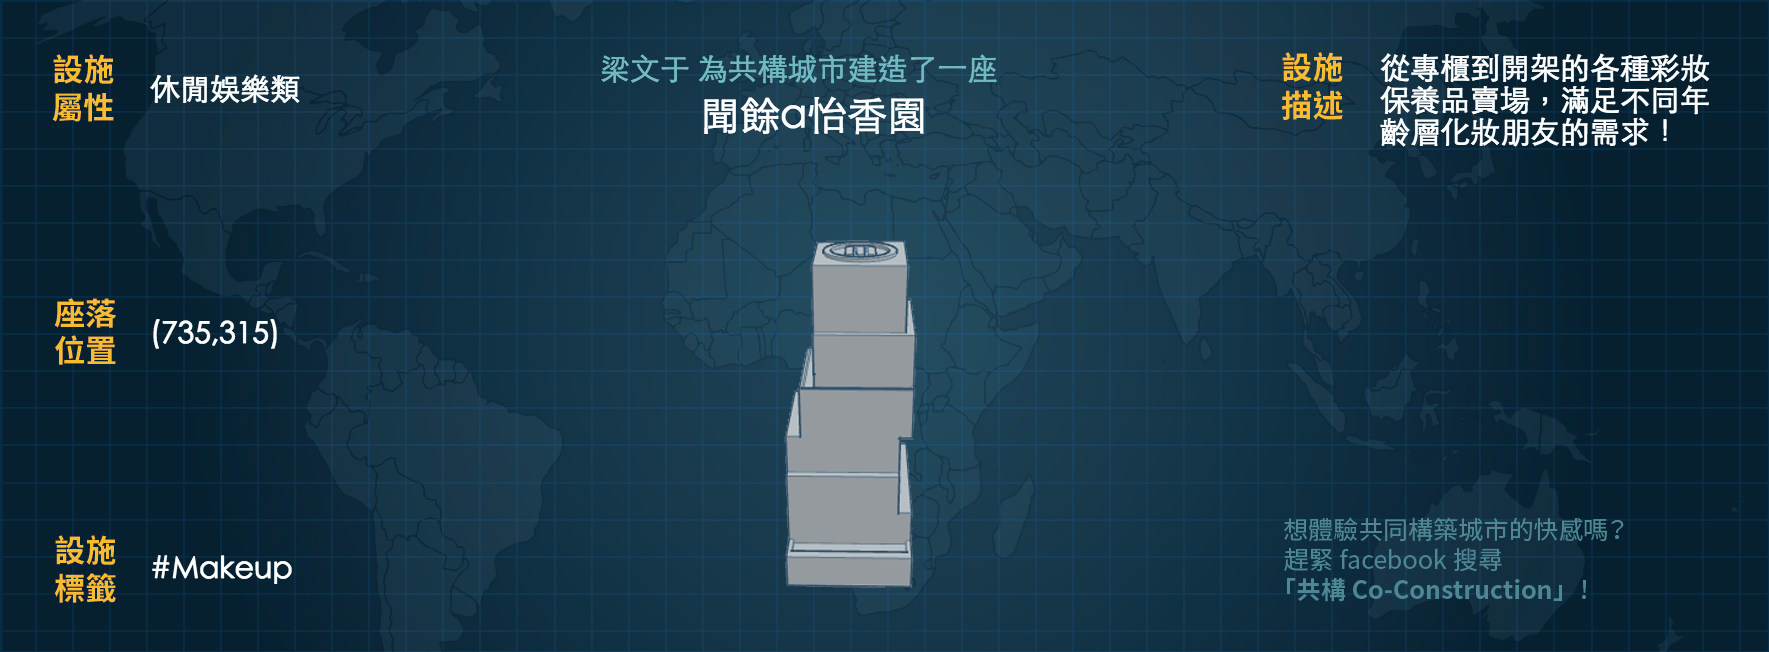 設施
屬性
休閒娛樂類
梁文于 為共構城市建造了一座
聞餘a怡香園
設施
描述
從專櫃到開架的各種彩妝
保養品賣場，滿足不同年
齡層化妝朋友的需求！
座落
位置
(735,315)
設施
標籤
#Makeup
想體驗共同構築城市的快感嗎？
趕緊 facebook 搜尋
「共構 Co-Construction」！